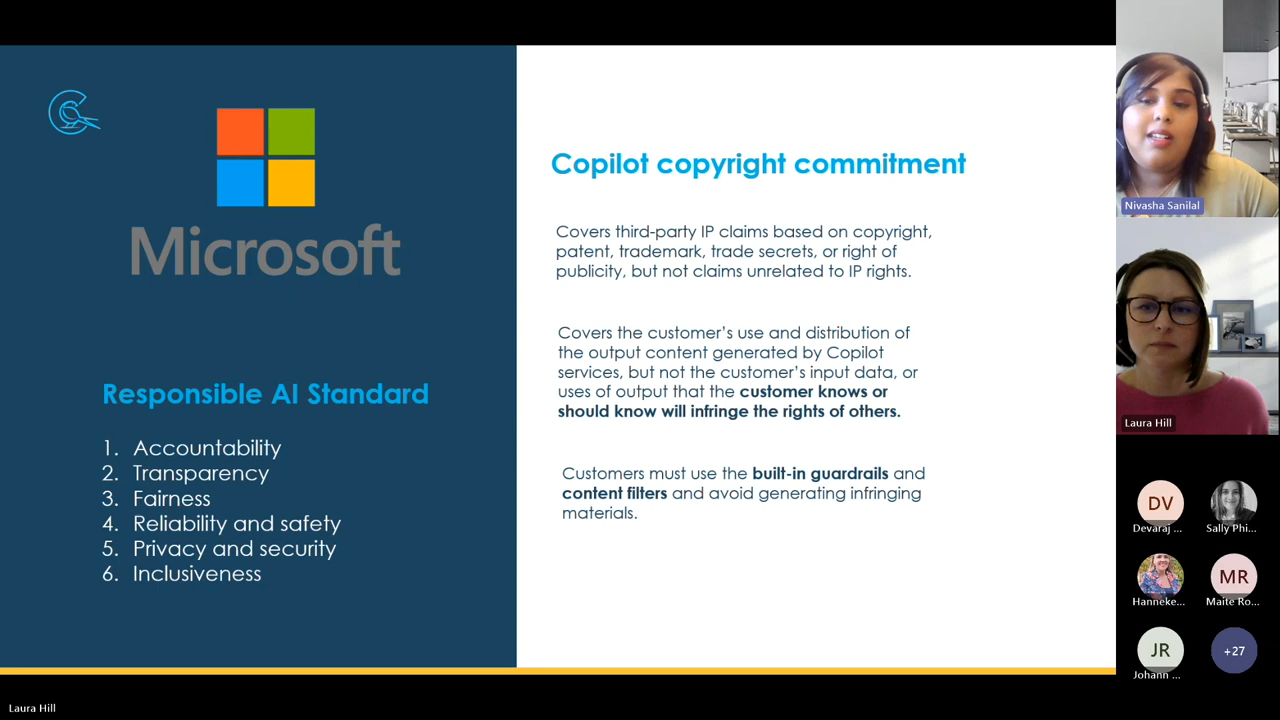 Microsoft
Responsible AI Standard
1. Accountability
2. Transparency
3. Fairness
4. Reliability and safety
5. Privacy and security
6. Inclusiveness
Copilot copyright commitment
Covers third-party IP claims based on copyright,
patent, trademark, trade secrets, or right of
publicity, but not claims unrelated to IP rights.
Covers the customer’s use and distribution of
the output content generated by Copilot
services, but not the customer’s input data, or
uses of output that the customer knows or
should know will infringe the rights of others.
Customers must use the built-in guardrails and
content filters and avoid generating infringing
materials.
Nivasha Sanilal
Laura Hill
DV
Devaraj ...
Sally Phi...
Hanneke...
MR
Maite Ro...
JR
Johann ...
+27
Laura Hill